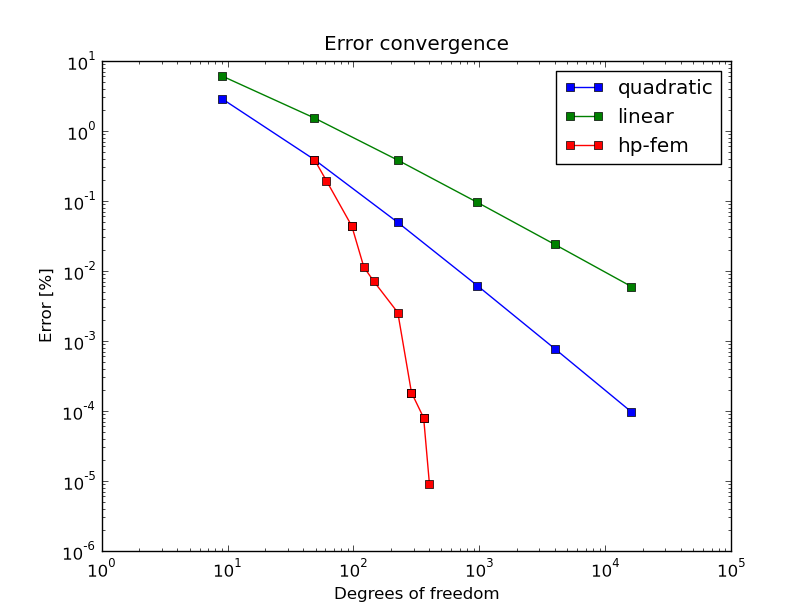 Error convergence
quadratic
linear
hp-fem
Error [%]
10^1
10^0
10^-1
10^-2
10^-3
10^-4
10^-5
10^-6
10^0 10^1 10^2 10^3 10^4 10^5
Degrees of freedom